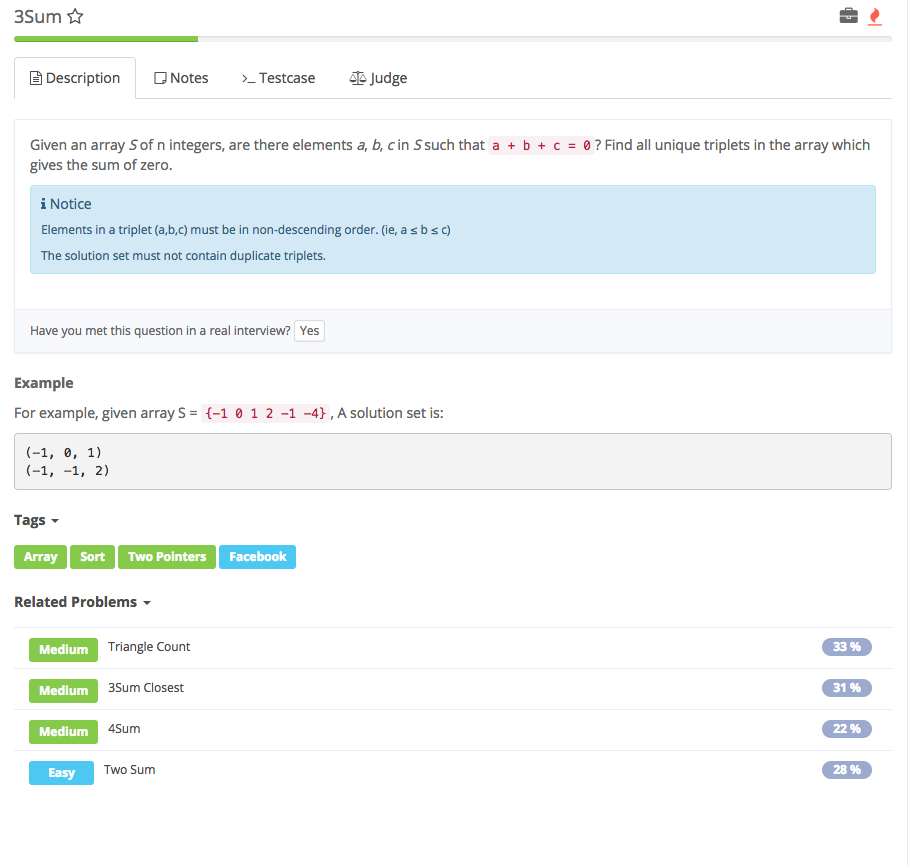 3Sum
Description
Notes
Testcase
Judge
Given an array S of n integers, are there elements a, b, c in S such that a + b + c = 0 ? Find all unique triplets in the array which
gives the sum of zero.
Notice
Elements in a triplet (a,b,c) must be in non-descending order. (ie, a ≤ b ≤ c)
The solution set must not contain duplicate triplets.
Have you met this question in a real interview? Yes
Example
For example, given array S = {-1 0 1 2 -1 -4} , A solution set is:
(-1, 0, 1)
(-1, -1, 2)
Tags
Array Sort Two Pointers Facebook
Related Problems
Medium Triangle Count 33 %
Medium 3Sum Closest 31 %
Medium 4Sum 22 %
Easy Two Sum 28 %